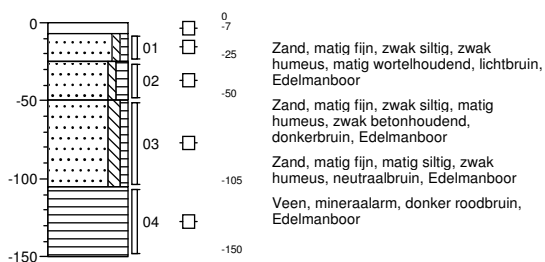 0
-50
-100
-150
01
02
03
04
0
-7
-25
-50
-105
-150
Zand, matig fijn, zwak siltig, zwak
humeus, matig wortelhoudend, lichtbruin,
Edelmanboor
Zand, matig fijn, zwak siltig, matig
humeus, zwak betonhoudend,
donkerbruin, Edelmanboor
Zand, matig fijn, matig siltig, zwak
humeus, neutraalbruin, Edelmanboor
Veen, mineraalarm, donker roodbruin,
Edelmanboor